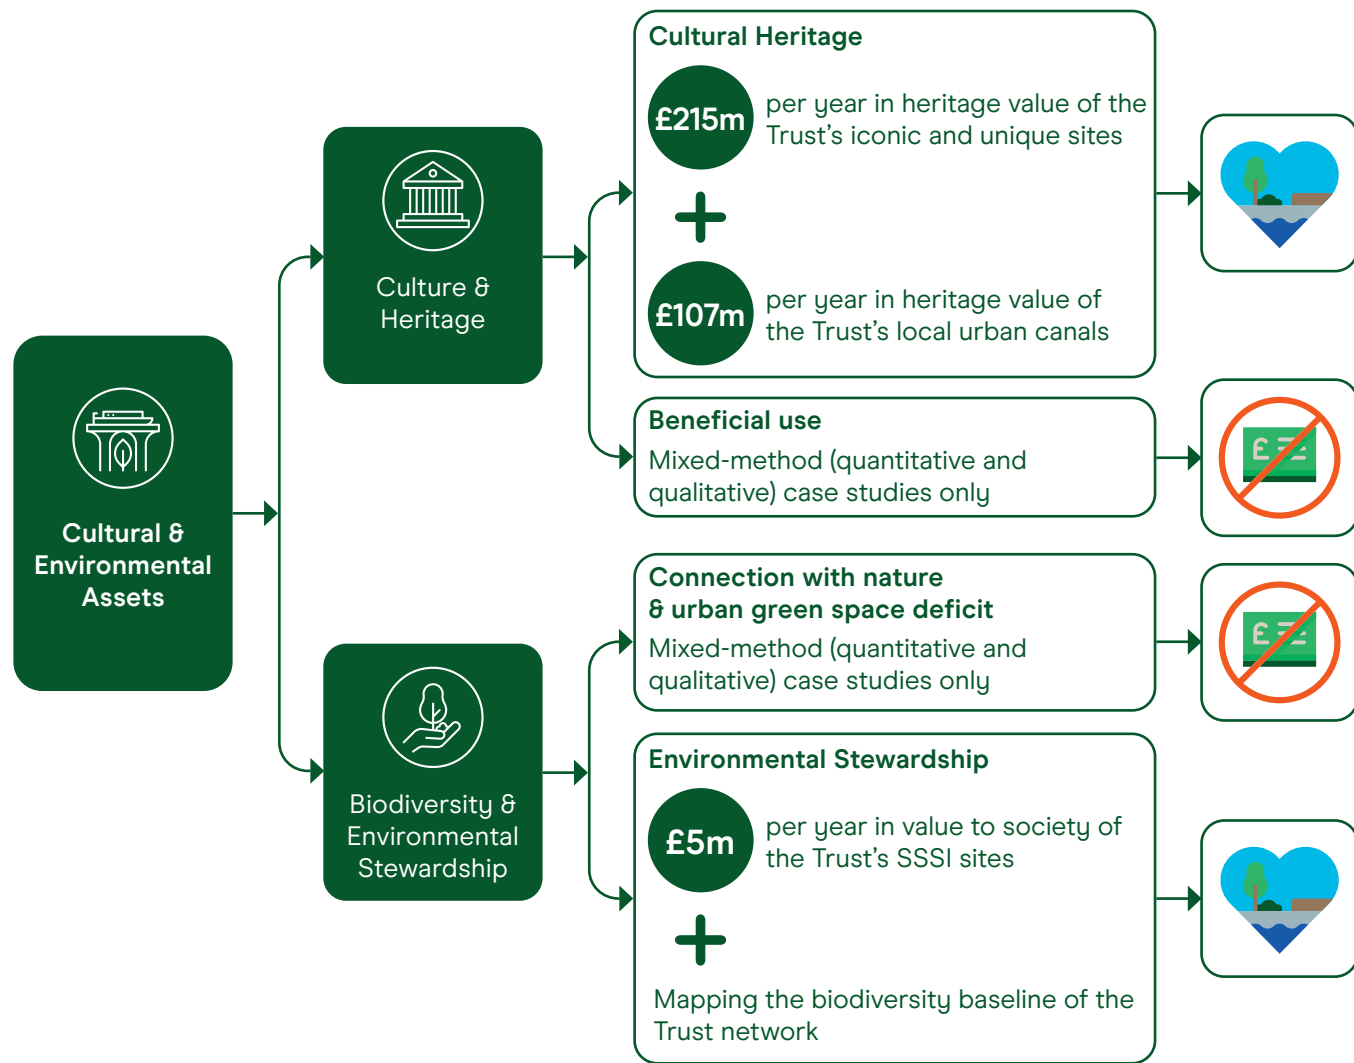 Cultural &
Environmental
Assets
Culture &
Heritage
Biodiversity &
Environmental
Stewardship
Cultural Heritage
£215m
per year in heritage value of the
Trust's iconic and unique sites
+
£107m
per year in heritage value of
the Trust's local urban canals
Beneficial use
Mixed-method (quantitative and
qualitative) case studies only
£
Connection with nature
& urban green space deficit
Mixed-method (quantitative and
qualitative) case studies only
£
Environmental Stewardship
£5m
per year in value to society of
the Trust's SSSI sites
+
Mapping the biodiversity baseline of the
Trust network